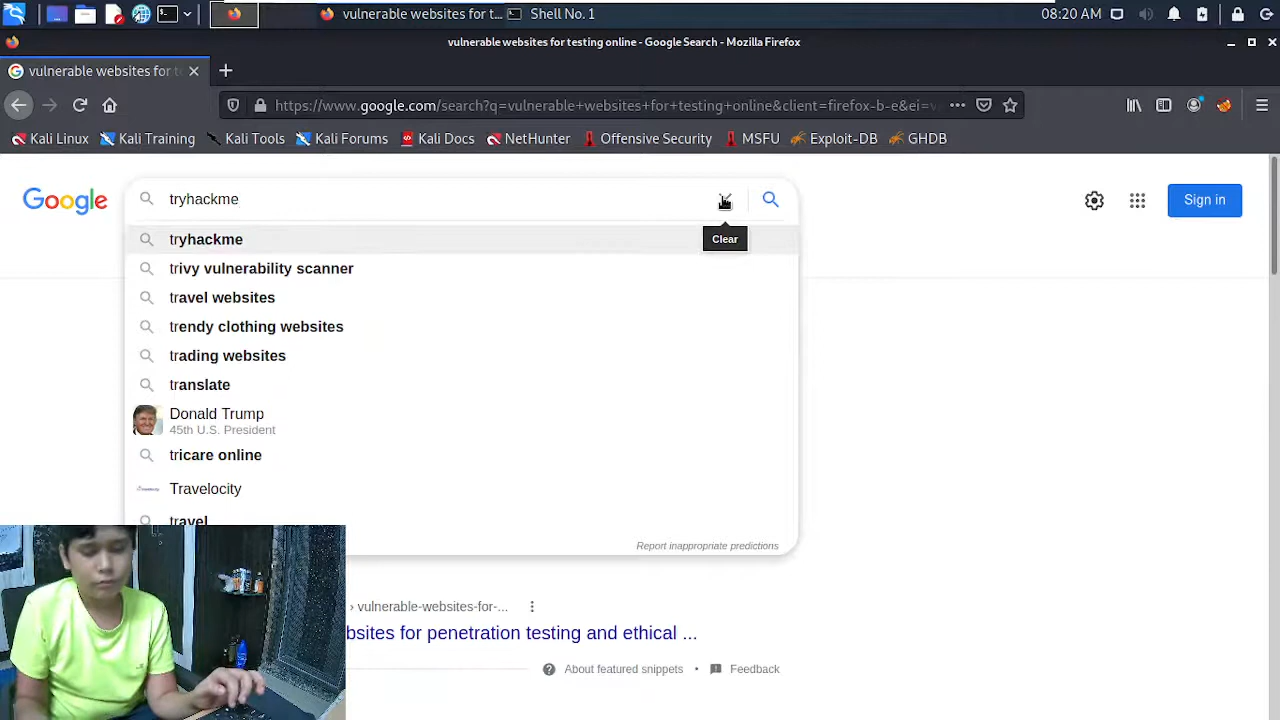 vulnerable websites for t...
Shell No. 1
08:20 AM
vulnerable websites for testing online - Google Search - Mozilla Firefox
vulnerable websites for t
https://www.google.com/search?q=vulnerable+websites+for+testing+online&client=firefox-b-e&ei=
Kali Linux
Kali Training
Kali Tools
Kali Forums
Kali Docs
NetHunter
Offensive Security
MSFU
Exploit-DB
GHDB
Google
tryhackme
Sign in
tryhackme
Clear
trivy vulnerability scanner
travel websites
trendy clothing websites
trading websites
translate
Donald Trump
45th U.S. President
tricare online
Travelocity
travel
Report inappropriate predictions
› vulnerable-websites-for-...
bsites for penetration testing and ethical ...
About featured snippets
•
Feedback